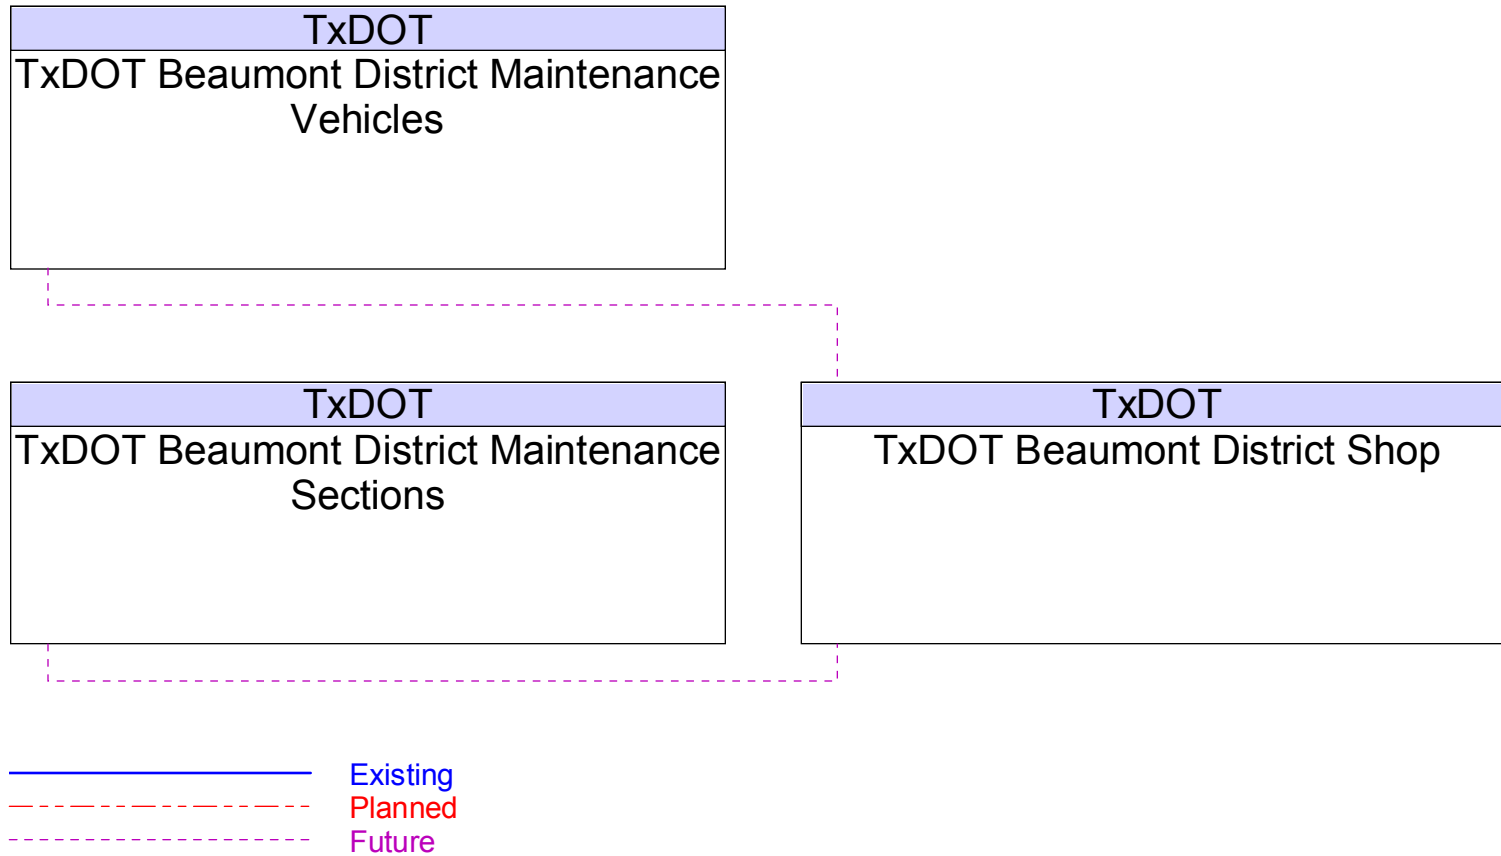 TxDOT
TxDOT Beaumont District Maintenance
Vehicles
TxDOT
TxDOT Beaumont District Maintenance
Sections
TxDOT
TxDOT Beaumont District Shop
Existing
Planned
Future